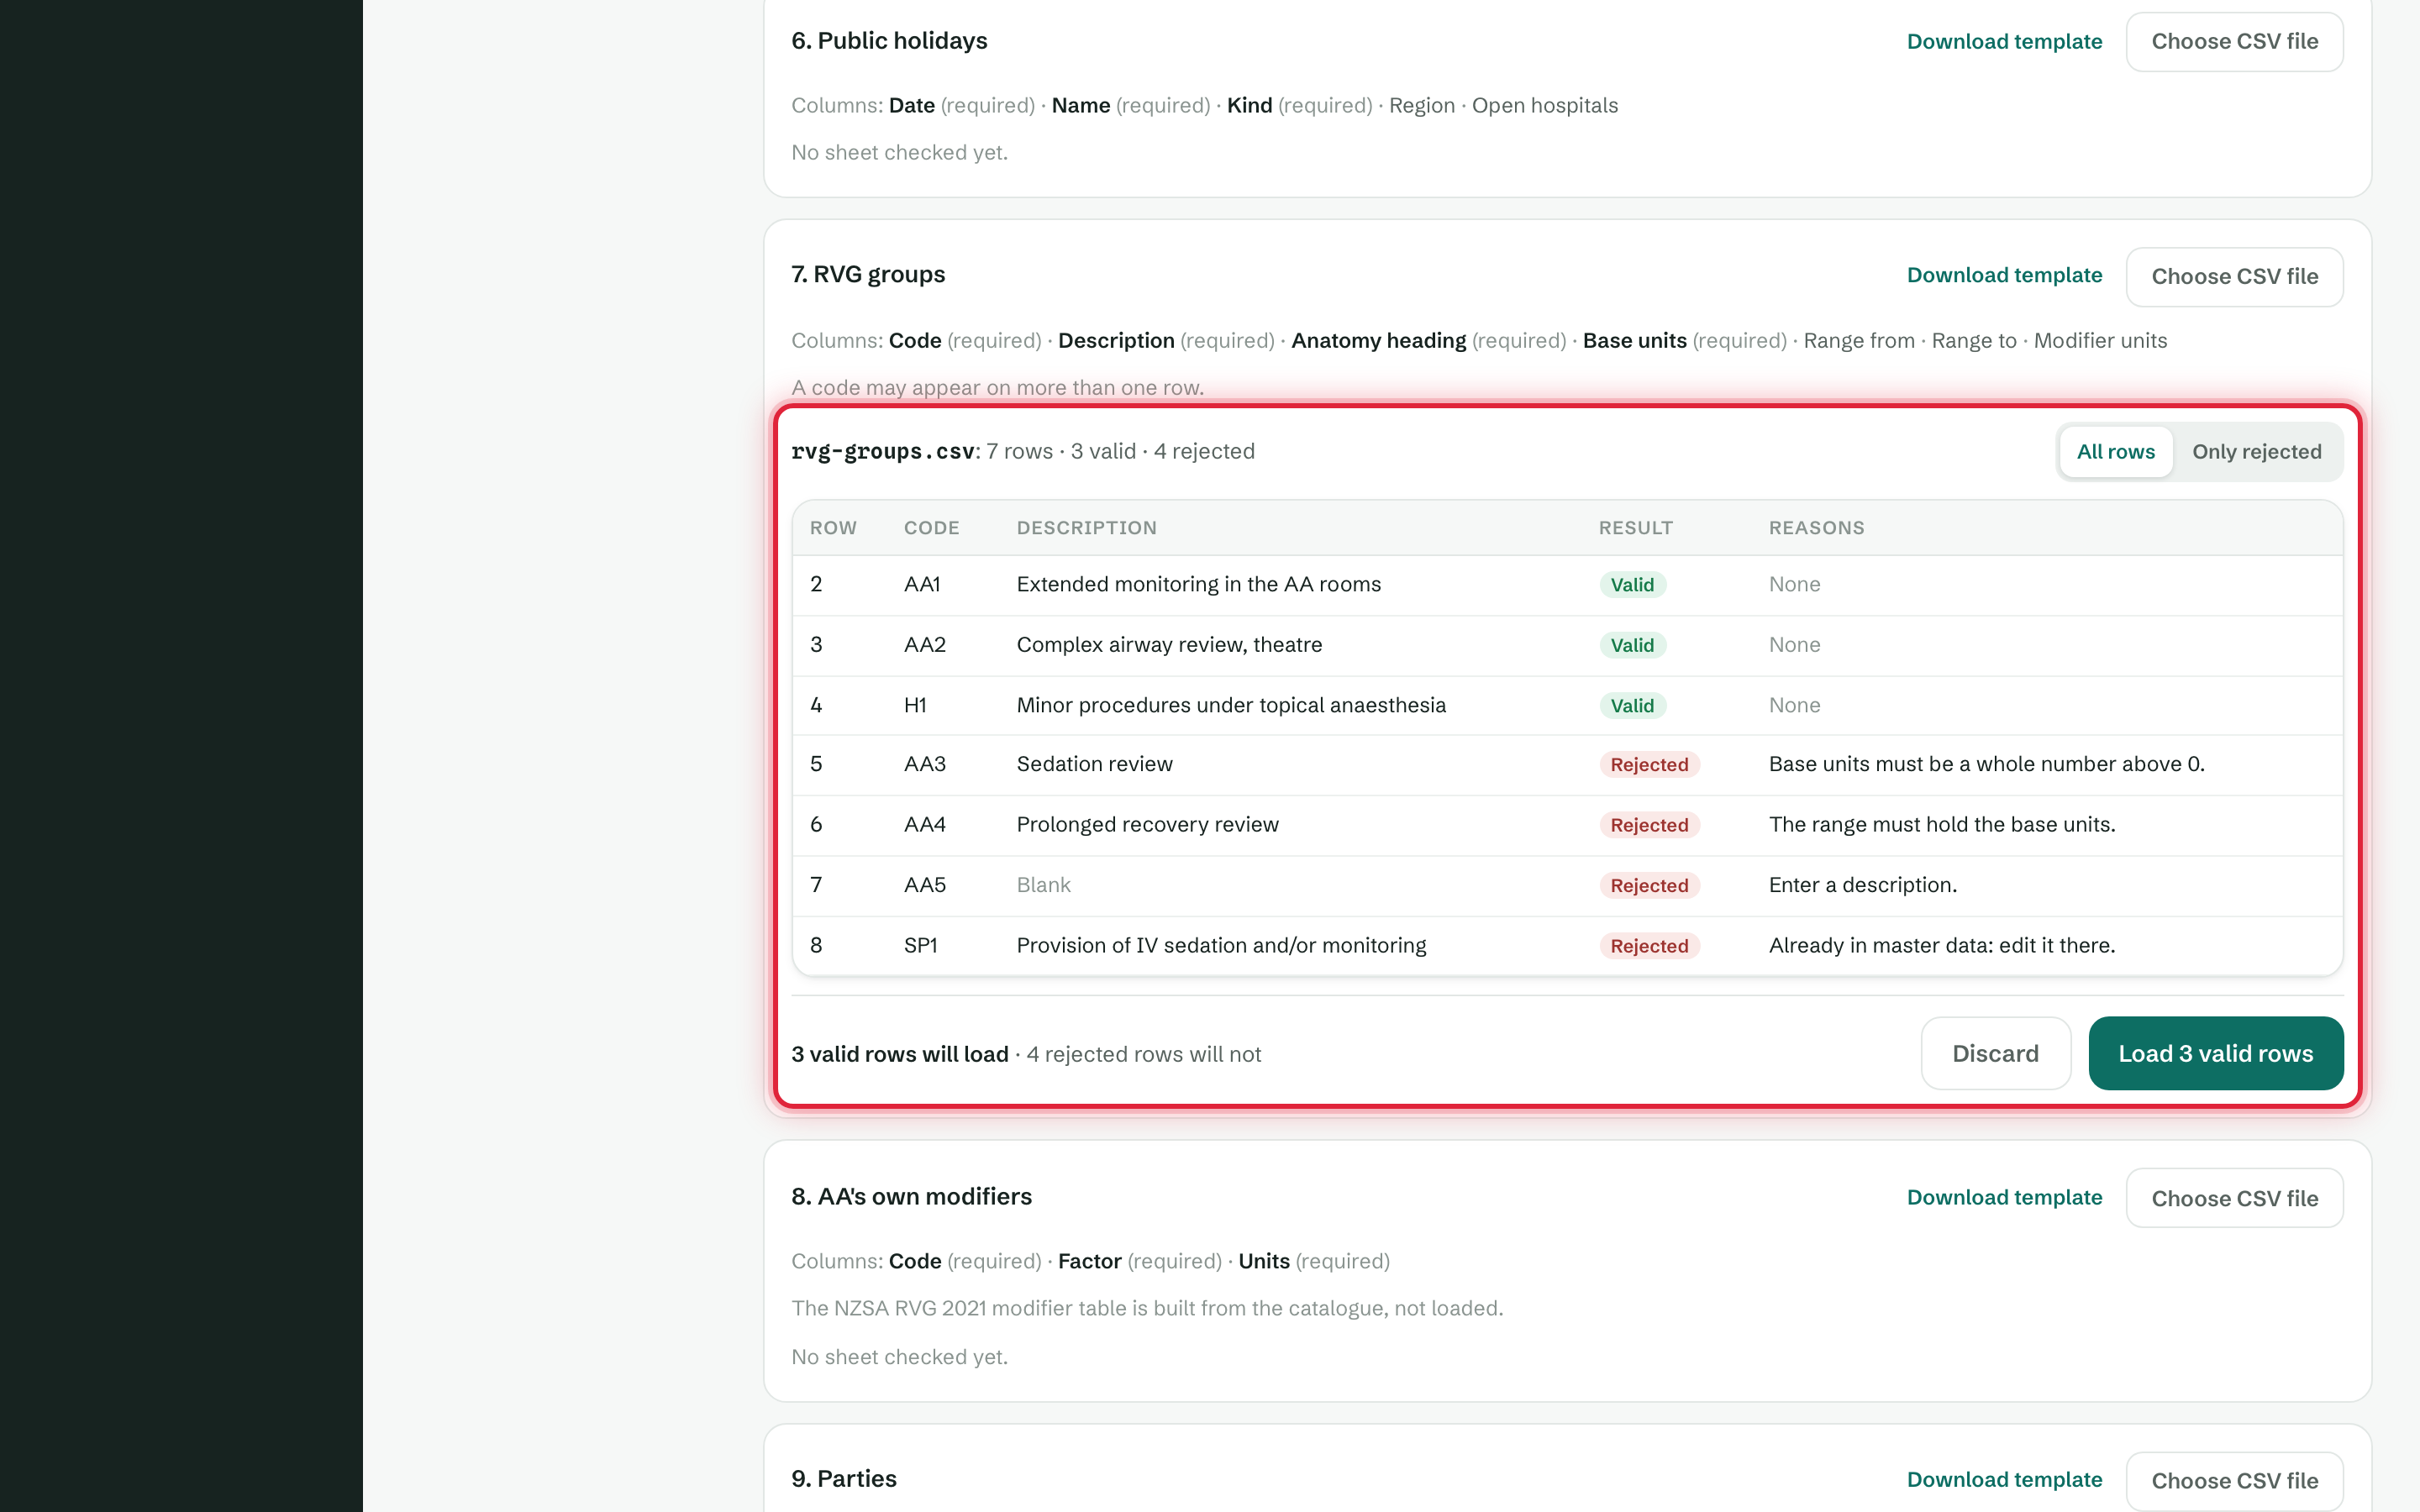 6. Public holidays
Download template
Choose CSV file
Columns: Date (required) · Name (required) · Kind (required) · Region · Open hospitals
No sheet checked yet.
7. RVG groups
Download template
Choose CSV file
Columns: Code (required) · Description (required) · Anatomy heading (required) · Base units (required) · Range from · Range to · Modifier units
A code may appear on more than one row.
rvg-groups.csv: 7 rows · 3 valid · 4 rejected
All rows
Only rejected
ROW CODE DESCRIPTION RESULT REASONS
2 AA1 Extended monitoring in the AA rooms Valid None
3 AA2 Complex airway review, theatre Valid None
4 H1 Minor procedures under topical anaesthesia Valid None
5 AA3 Sedation review Rejected Base units must be a whole number above 0.
6 AA4 Prolonged recovery review Rejected The range must hold the base units.
7 AA5 Blank Rejected Enter a description.
8 SP1 Provision of IV sedation and/or monitoring Rejected Already in master data: edit it there.
3 valid rows will load · 4 rejected rows will not
Discard
Load 3 valid rows
8. AA's own modifiers
Download template
Choose CSV file
Columns: Code (required) · Factor (required) · Units (required)
The NZSA RVG 2021 modifier table is built from the catalogue, not loaded.
No sheet checked yet.
9. Parties
Download template
Choose CSV file